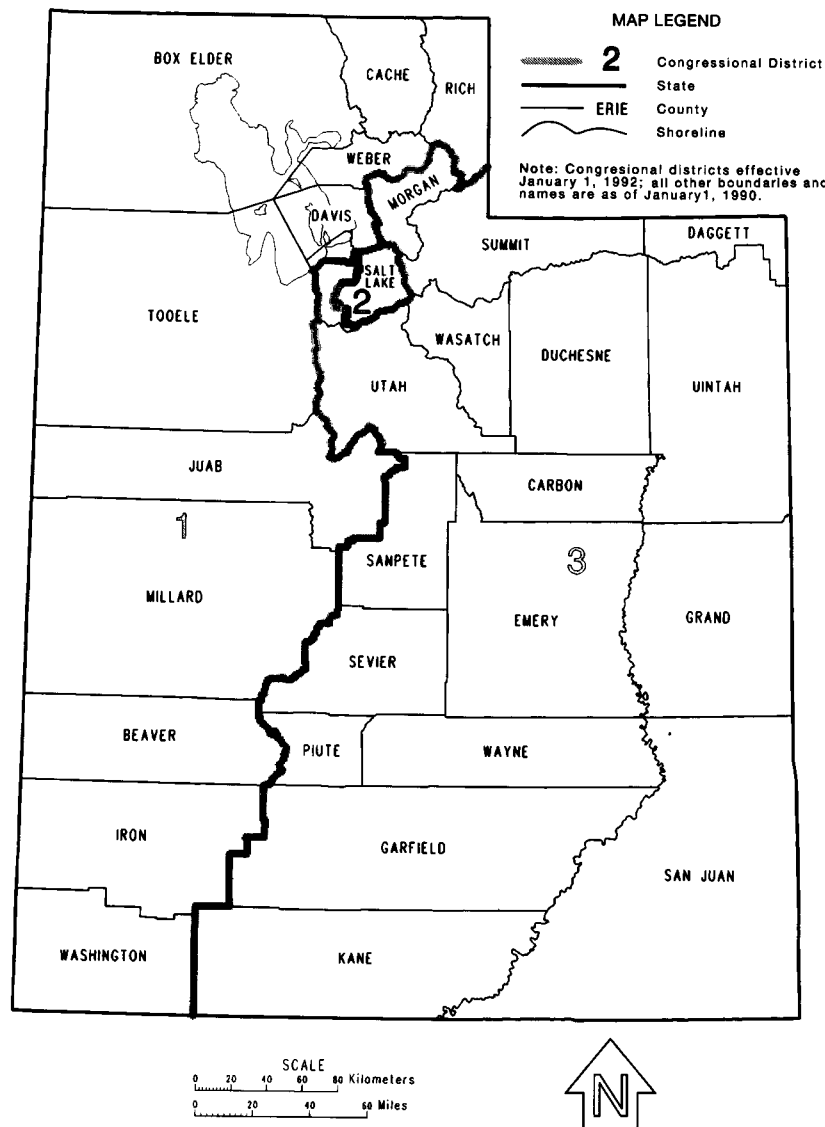 MAP LEGEND
2 Congressional District
State
ERIE County
Shoreline
Note: Congresional districts effective
January 1, 1992; all other boundaries and
names are as of January1, 1990.
BOX ELDER
CACHE
RICH
WEBER
MORGAN
DAVIS
SUMMIT
DAGGETT
SALT
LAKE
2
TOOELE
WASATCH
DUCHESNE
UTAH
UINTAH
JUAB
CARBON
1
SANPETE
3
MILLARD
EMERY
GRAND
SEVIER
BEAVER
PIUTE
WAYNE
IRON
GARFIELD
SAN JUAN
WASHINGTON
KANE
SCALE
0 20 40 60 80 Kilometers
0 20 40 60 Miles
N